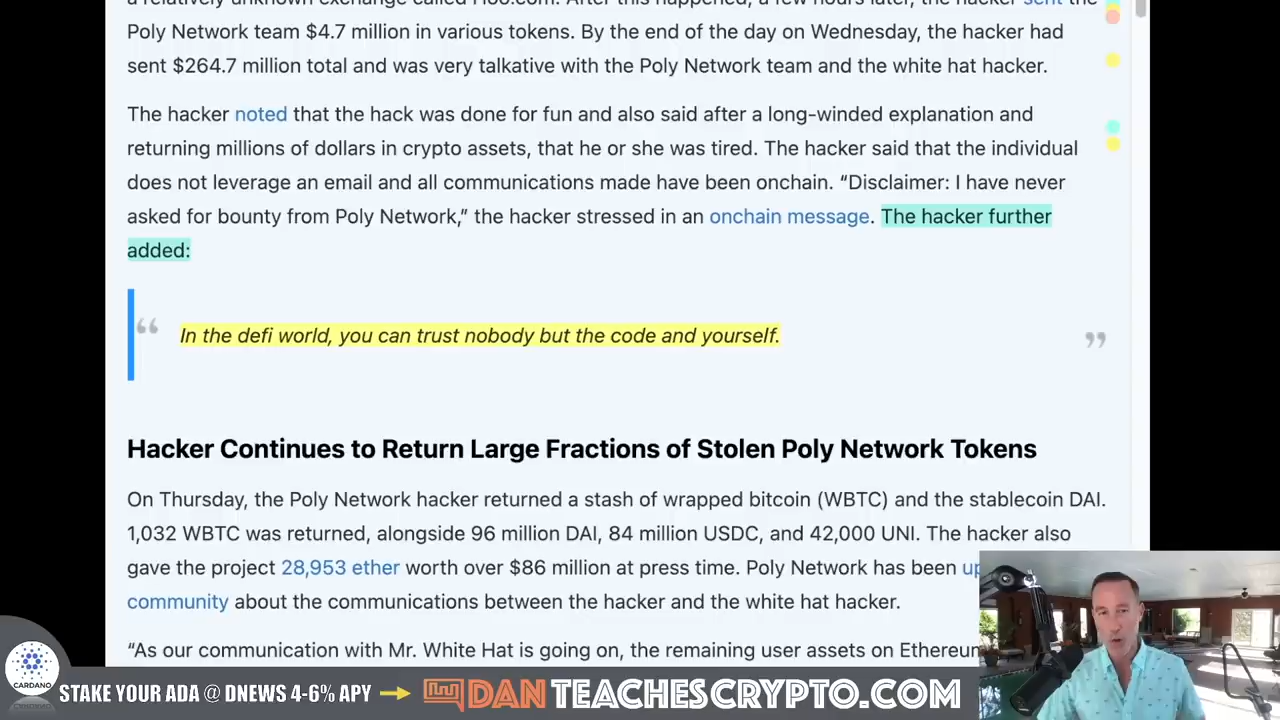 a relatively unknown exchange called Hoo.com. After this happened, a few hours later, the hacker sent the
Poly Network team $4.7 million in various tokens. By the end of the day on Wednesday, the hacker had
sent $264.7 million total and was very talkative with the Poly Network team and the white hat hacker.
The hacker noted that the hack was done for fun and also said after a long-winded explanation and
returning millions of dollars in crypto assets, that he or she was tired. The hacker said that the individual
does not leverage an email and all communications made have been onchain. “Disclaimer: I have never
asked for bounty from Poly Network,” the hacker stressed in an onchain message. The hacker further
added:
“ In the defi world, you can trust nobody but the code and yourself. ”
Hacker Continues to Return Large Fractions of Stolen Poly Network Tokens
On Thursday, the Poly Network hacker returned a stash of wrapped bitcoin (WBTC) and the stablecoin DAI.
1,032 WBTC was returned, alongside 96 million DAI, 84 million USDC, and 42,000 UNI. The hacker also
gave the project 28,953 ether worth over $86 million at press time. Poly Network has been up
community about the communications between the hacker and the white hat hacker.
“As our communication with Mr. White Hat is going on, the remaining user assets on Ethereum
CARDANO
STAKE YOUR ADA @ DNEWS 4-6% APY
DANTEACHESCRYPTO.COM